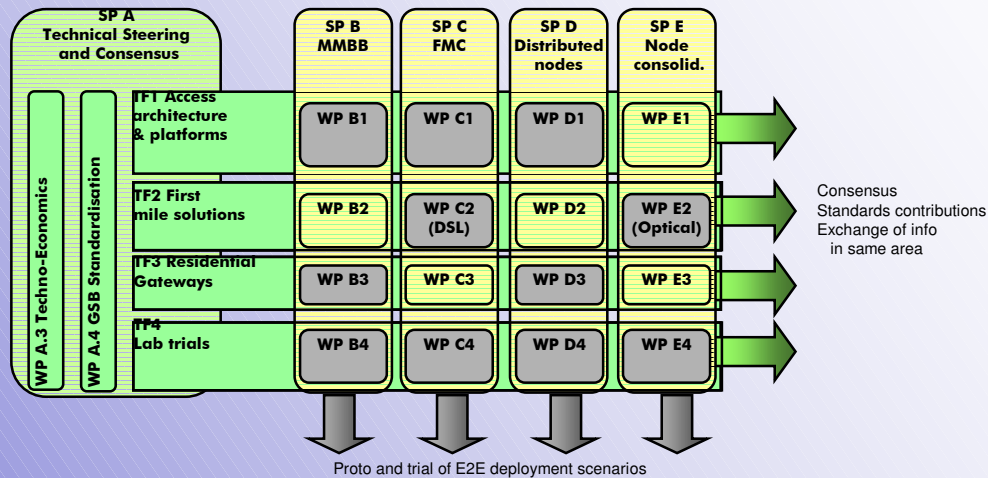 SP A
Technical Steering
and Consensus
SP B
MMBB
SP C
FMC
SP D
Distributed
nodes
SP E
Node
consolid.
WP A.3 Techno-Economics
WP A.4 GSB Standardisation
TF1 Access
architecture
& platforms
WP B1
WP C1
WP D1
WP E1
TF2 First
mile solutions
WP B2
WP C2
(DSL)
WP D2
WP E2
(Optical)
TF3 Residential
Gateways
WP B3
WP C3
WP D3
WP E3
TF4
Lab trials
WP B4
WP C4
WP D4
WP E4
Consensus
Standards contributions
Exchange of info
in same area
Proto and trial of E2E deployment scenarios